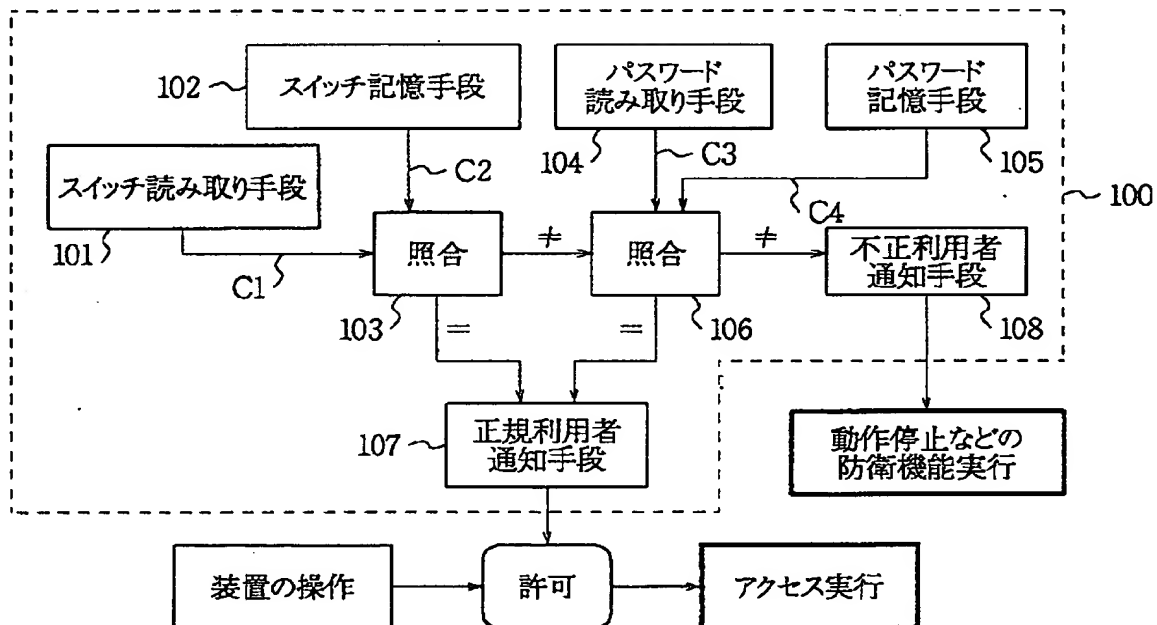 102
スイッチ記憶手段
パスワード
読み取り手段
パスワード
記憶手段
104
C3
105
スイッチ読み取り手段
C2
C4
100
101
C1
照合
≠
照合
≠
不正利用者
通知手段
103
=
=
106
108
107
正規利用者
通知手段
動作停止などの
防衛機能実行
装置の操作
許可
アクセス実行